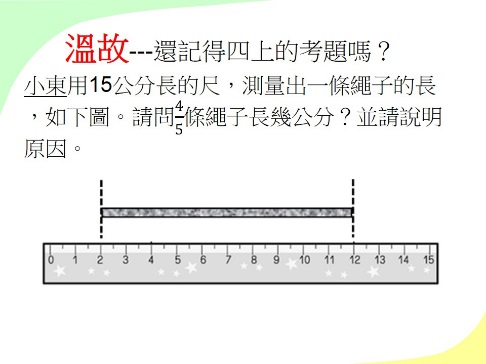 溫故---還記得四上的考題嗎？
小東用15公分長的尺，測量出一條繩子的長
，如下圖。請問4/5條繩子長幾公分？並請說明
原因。
0 1 2 3 4 5 6 7 8 9 10 11 12 13 14 15